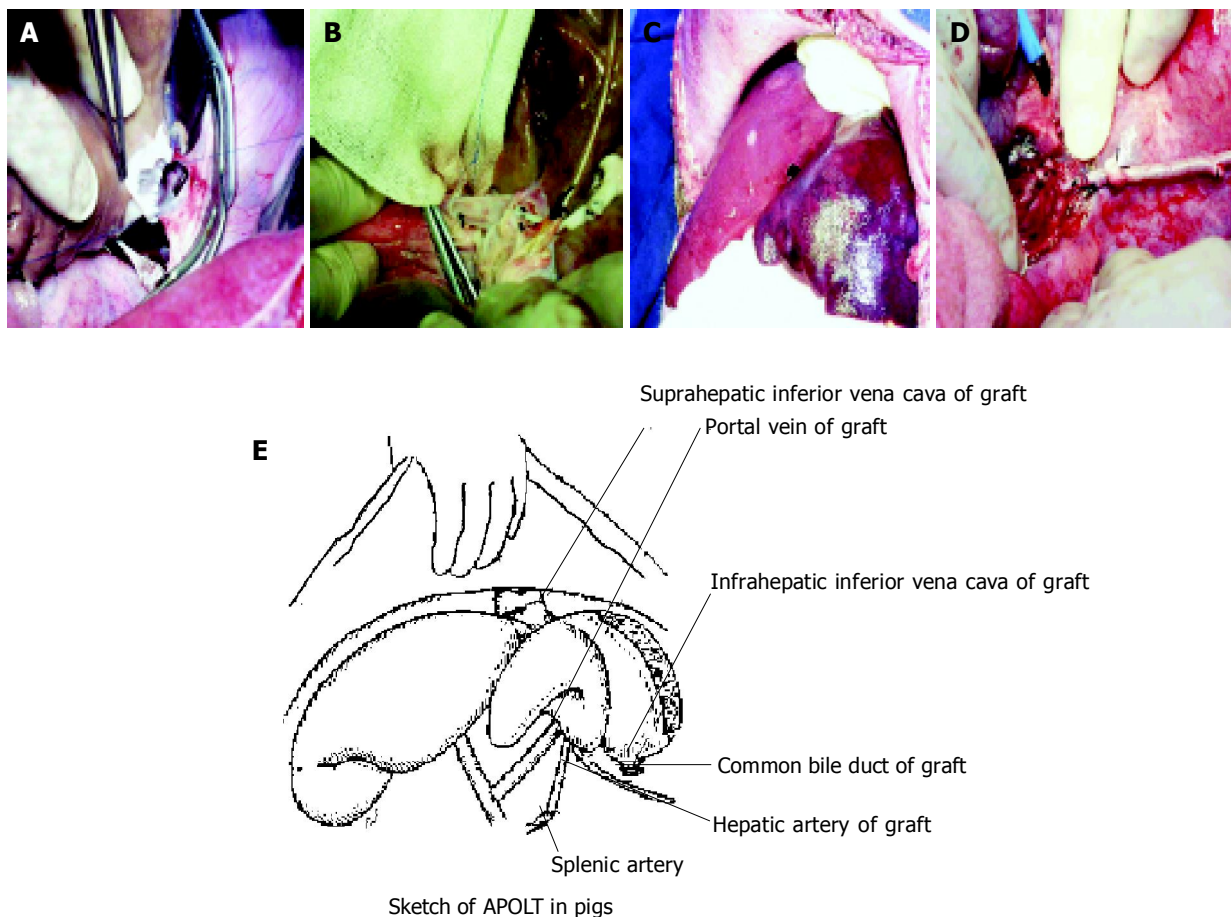 A
B
C
D
E
Suprahepatic inferior vena cava of graft
Portal vein of graft
Infrahepatic inferior vena cava of graft
Common bile duct of graft
Hepatic artery of graft
Splenic artery
Sketch of APOLT in pigs